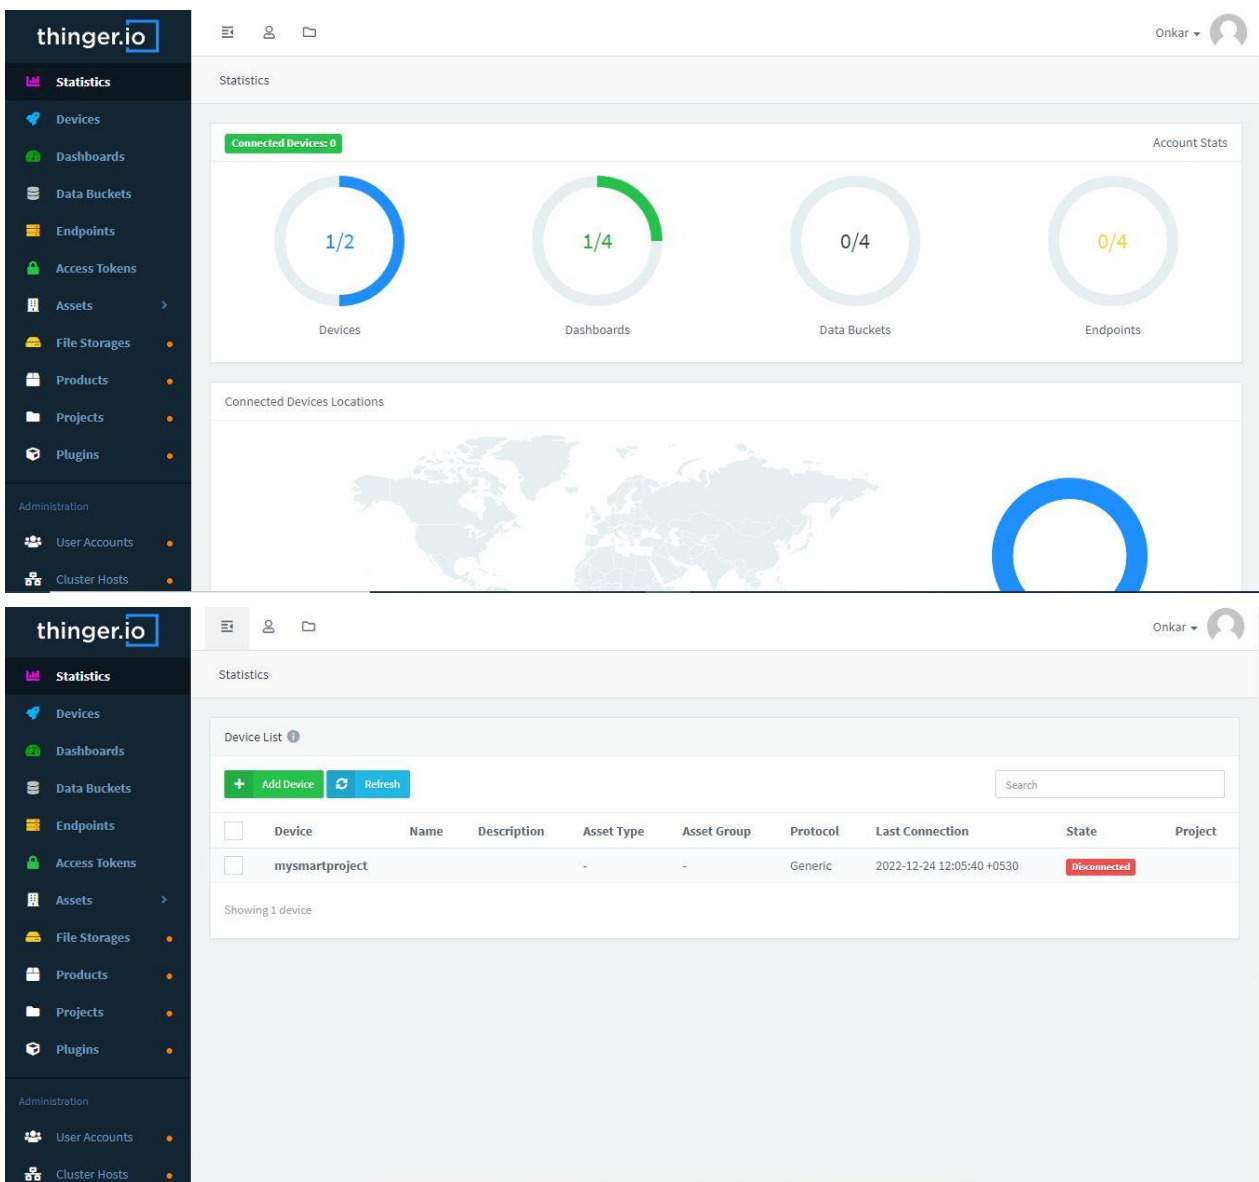 thinger.io
Onkar
Statistics
Statistics
Devices
Dashboards
Data Buckets
Endpoints
Access Tokens
Assets
File Storages
Products
Projects
Plugins
Administration
User Accounts
Cluster Hosts
Connected Devices: 0
Account Stats
1/2
1/4
0/4
0/4
Devices
Dashboards
Data Buckets
Endpoints
Connected Devices Locations
thinger.io
Onkar
Statistics
Statistics
Devices
Dashboards
Data Buckets
Endpoints
Access Tokens
Assets
File Storages
Products
Projects
Plugins
Administration
User Accounts
Cluster Hosts
Device List
+ Add Device Refresh
Search
Device Name Description Asset Type Asset Group Protocol Last Connection State Project
mysmartproject - - Generic 2022-12-24 12:05:40 +0530 Disconnected
Showing 1 device